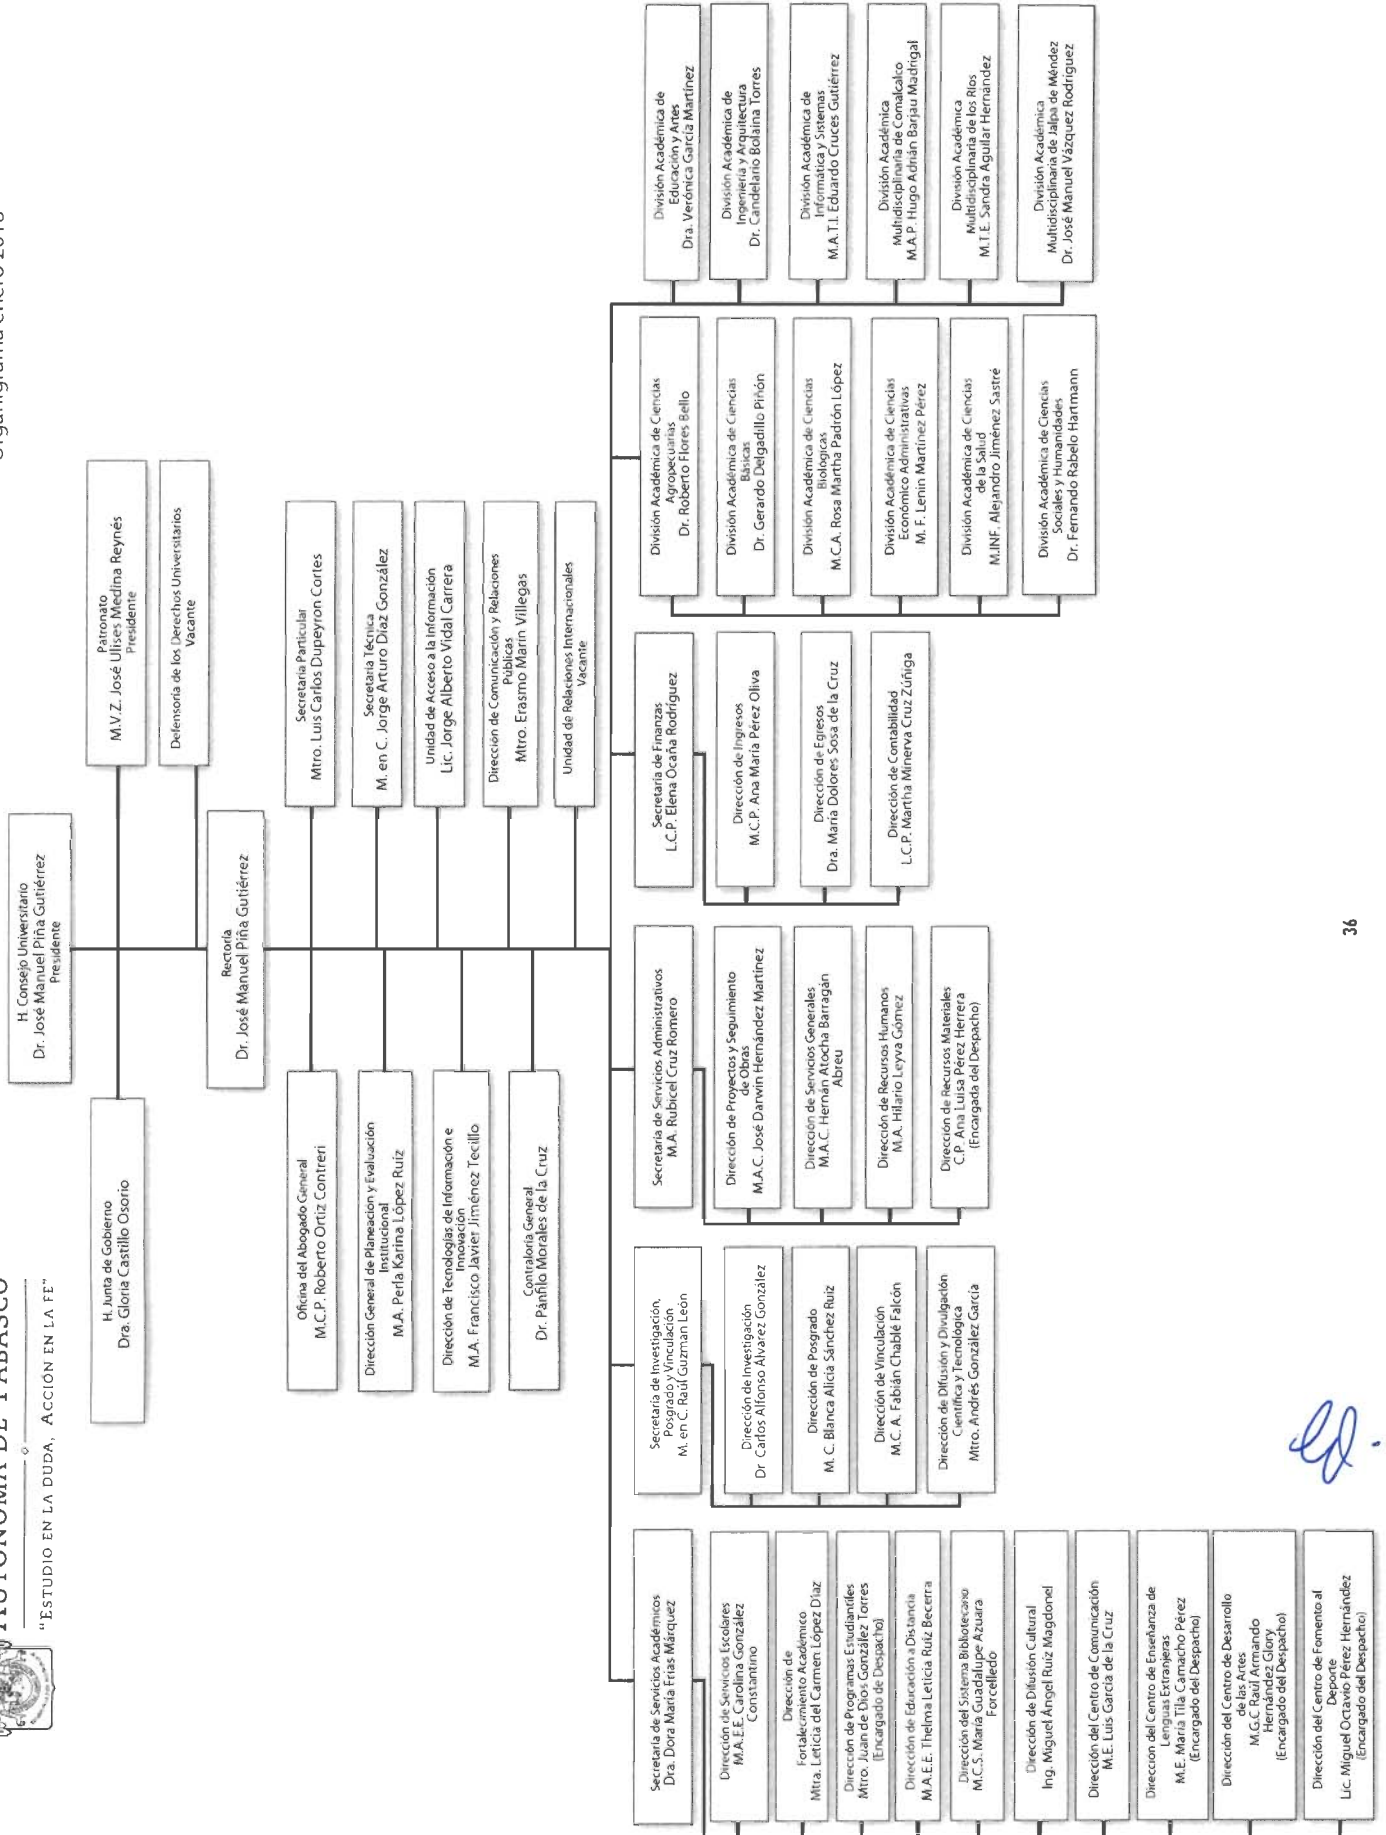 AUTÓNOMA DE TABASCO
"ESTUDIO EN LA DUDA, ACCIÓN EN LA FE"
H. Consejo Universitario
Dr. José Manuel Piña Gutiérrez
Presidente
H. Junta de Gobierno
Dra. Gloria Castillo Osorio
Patronato
M.V.Z. José Ulises Medina Reynés
Presidente
Defensoría de los Derechos Universitarios
Vacante
Rectoría
Dr. José Manuel Piña Gutiérrez
Oficina del Abogado General
M.C.P. Roberto Ortiz Contreri
Dirección General de Planeación y Evaluación
Institucional
M.A. Perla Karina López Ruiz
Dirección de Tecnologías de Información e
Innovación
M.A. Francisco Javier Jiménez Tecillo
Contraloría General
Dr. Pánfilo Morales de la Cruz
Secretaria Particular
Mtro. Luis Carlos Dupeyron Cortes
Secretaria Técnica
M. en C. Jorge Arturo Díaz González
Unidad de Acceso a la Información
Lic. Jorge Alberto Vidal Carrera
Dirección de Comunicación y Relaciones
Públicas
Mtro. Erasmo Marín Villegas
Unidad de Relaciones Internacionales
Vacante
Secretaria de Servicios Académicos
Dra. Dora María Frías Márquez
Dirección de Servicios Escolares
M.A.E.E. Carolina González
Constantino
Dirección de
Fortalecimiento Académico
Mtra. Leticia del Carmen López Díaz
Dirección de Programas Estudiantiles
Mtro. Juan de Dios González Torres
(Encargado de Despacho)
Dirección de Educación a Distancia
M.A.E.E. Thelma Leticia Ruíz Becerra
Dirección del Sistema Bibliotecario
M.C.S. María Guadalupe Azuara
Forcelledo
Dirección de Difusión Cultural
Ing. Miguel Ángel Ruíz Magdonel
Dirección del Centro de Comunicación
M.E. Luis García de la Cruz
Dirección del Centro de Enseñanza de
Lenguas Extranjeras
M.E. María Tila Camacho Pérez
(Encargada del Despacho)
Dirección del Centro de Desarrollo
de las Artes
M.G.C. Raúl Armando
Hernández Glory
(Encargado del Despacho)
Dirección del Centro de Fomento al
Deporte
Lic. Miguel Octavio Pérez Hernández
(Encargado del Despacho)
Secretaria de Investigación,
Posgrado y Vinculación
M. en C. Raúl Guzman León
Dirección de Investigación
Dr. Carlos Alfonso Alvarez González
Dirección de Posgrado
M. C. Blanca Alicia Sánchez Ruíz
Dirección de Vinculación
M.C. A. Fabián Chablé Falcón
Dirección de Difusión y Divulgación
Científica y Tecnológica
Mtro. Andrés González García
Secretaria de Servicios Administrativos
M.A. Rubicel Cruz Romero
Dirección de Proyectos y Seguimiento
de Obras
M.A.C. José Darwin Hernández Martínez
Dirección de Servicios Generales
M.A.C. Hernán Atocha Barragán
Abreu
Dirección de Recursos Humanos
M.A. Hilario Leyva Gómez
Dirección de Recursos Materiales
C.P. Ana Luisa Pérez Herrera
(Encargada del Despacho)
Secretaria de Finanzas
L.C.P. Elena Ocaña Rodríguez
Dirección de Ingresos
M.C.P. Ana María Pérez Oliva
Dirección de Egresos
Dra. María Dolores Sosa de la Cruz
Dirección de Contabilidad
L.C.P. Martha Minerva Cruz Zúñiga
División Académica de Ciencias
Agropecuarias
Dr. Roberto Flores Bello
División Académica de Ciencias
Básicas
Dr. Gerardo Delgadillo Piñón
División Académica de Ciencias
Biologicas
M.C.A. Rosa Martha Padrón López
División Académica de Ciencias
Económico Administrativas
M. F. Lenin Martínez Pérez
División Académica de Ciencias
de la Salud
M.INF. Alejandro Jiménez Sastré
División Académica de Ciencias
Sociales y Humanidades
Dr. Fernando Rabelo Hartmann
División Académica de
Educación y Artes
Dra. Verónica García Martínez
División Académica de
Ingeniería y Arquitectura
Dr. Candelario Bolaina Torres
División Académica de
Informática y Sistemas
M.A.T.I. Eduardo Cruces Gutiérrez
División Académica
Multidisciplinaria de Comalcalco
M.A.P. Hugo Adrián Barjau Madrigal
División Académica
Multidisciplinaria de los Ríos
M.T.E. Sandra Aguilar Hernández
División Académica
Multidisciplinaria de Jalpa de Méndez
Dr. José Manuel Vázquez Rodríguez
36